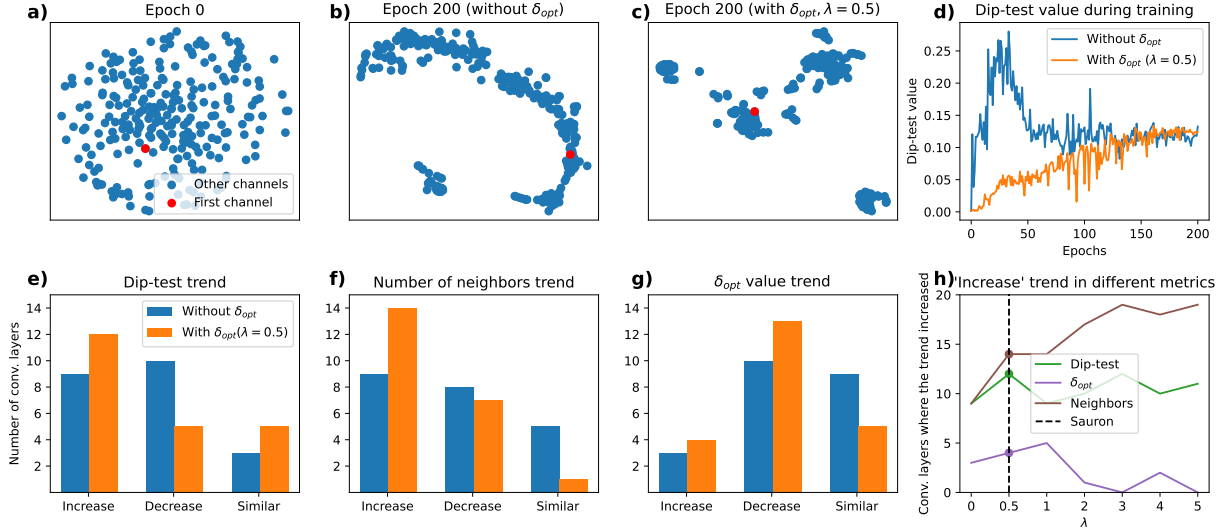 a) Epoch 0
Other channels
First channel
b) Epoch 200 (without δopt)
c) Epoch 200 (with δopt, λ = 0.5)
d) Dip-test value during training
Dip-test value
0.25
0.20
0.15
0.10
0.05
0.00
Without δopt
With δopt (λ = 0.5)
0 50 100 150 200
Epochs
e) Dip-test trend
Number of conv. layers
14
12
10
8
6
4
2
Without δopt
With δopt(λ = 0.5)
Increase Decrease Similar
f) Number of neighbors trend
14
12
10
8
6
4
2
Increase Decrease Similar
g) δopt value trend
14
12
10
8
6
4
2
Increase Decrease Similar
h) 'Increase' trend in different metrics
Conv. layers where the trend increased
20
15
10
5
0
Dip-test
δopt
Neighbors
Sauron
0 0.5 1 2 3 4 5
λ